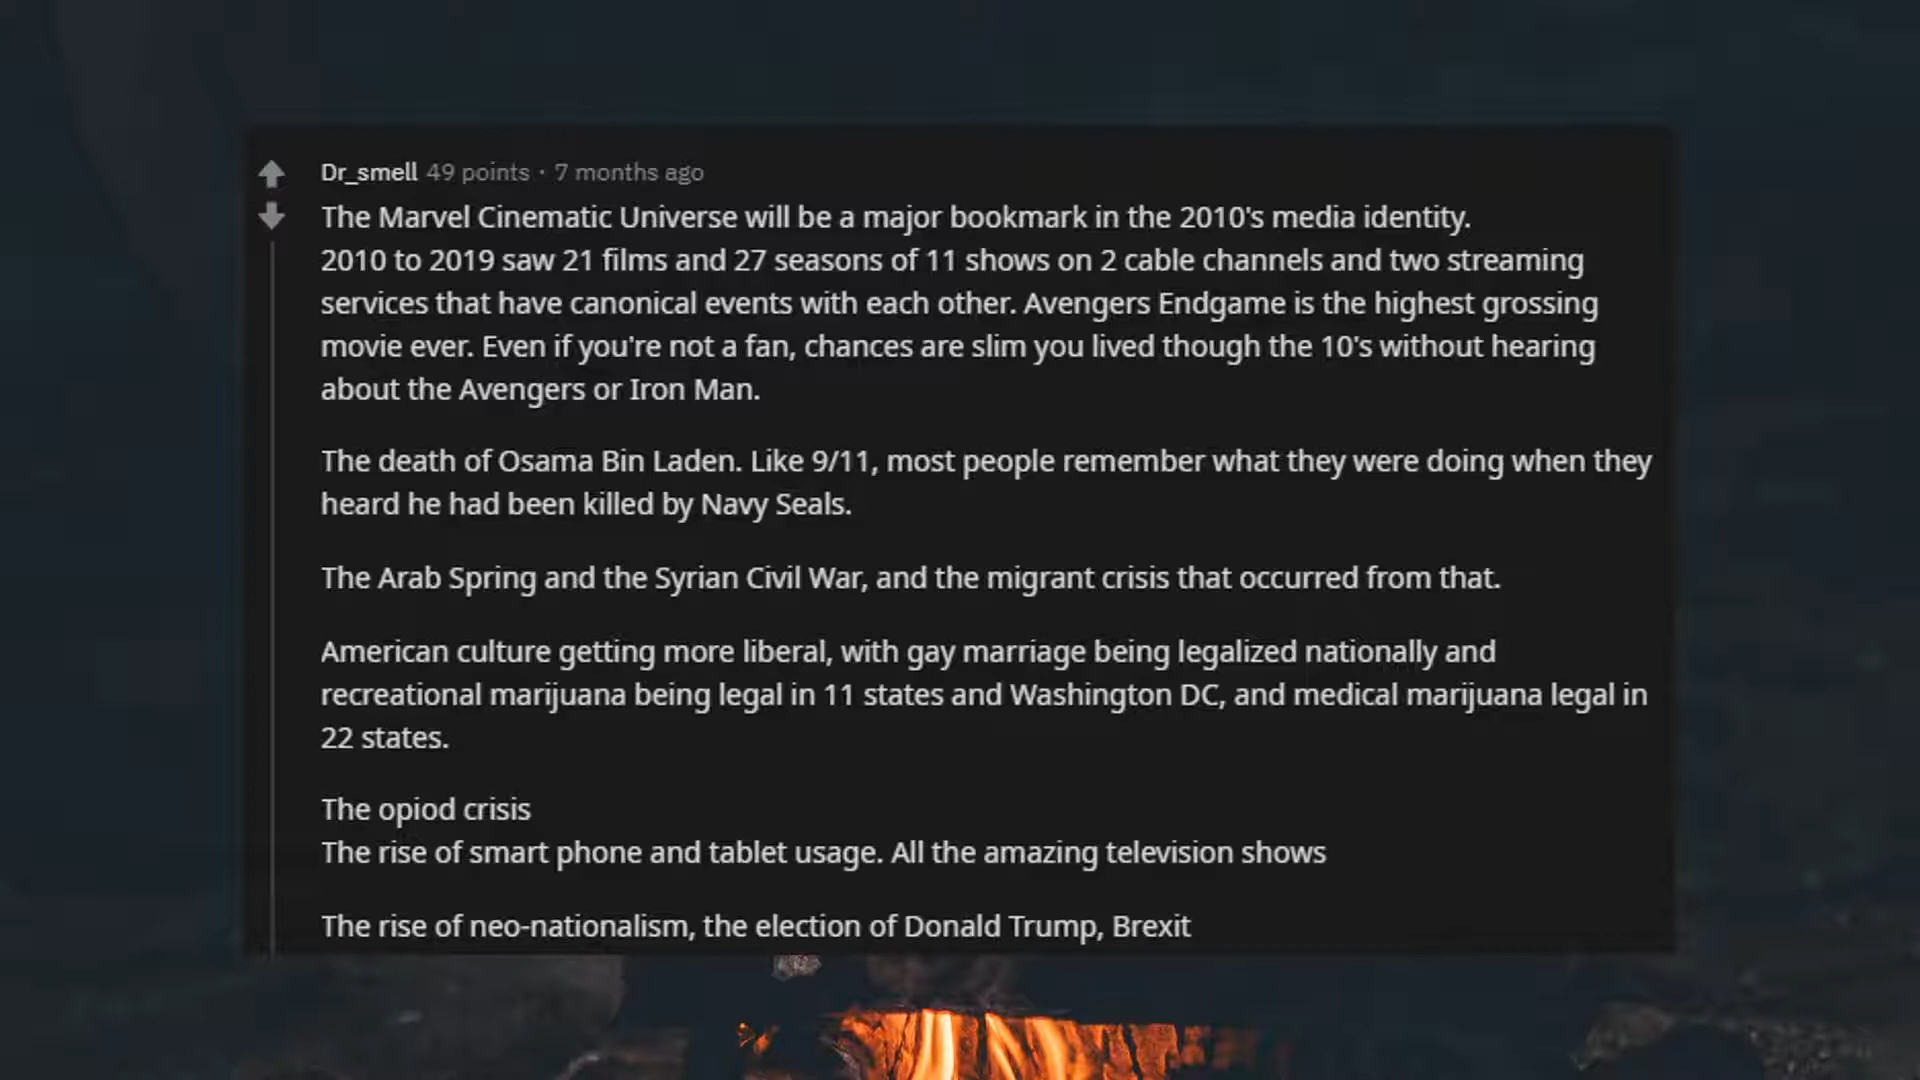 Dr_smell 49 points · 7 months ago
The Marvel Cinematic Universe will be a major bookmark in the 2010's media identity.
2010 to 2019 saw 21 films and 27 seasons of 11 shows on 2 cable channels and two streaming
services that have canonical events with each other. Avengers Endgame is the highest grossing
movie ever. Even if you're not a fan, chances are slim you lived though the 10's without hearing
about the Avengers or Iron Man.
The death of Osama Bin Laden. Like 9/11, most people remember what they were doing when they
heard he had been killed by Navy Seals.
The Arab Spring and the Syrian Civil War, and the migrant crisis that occurred from that.
American culture getting more liberal, with gay marriage being legalized nationally and
recreational marijuana being legal in 11 states and Washington DC, and medical marijuana legal in
22 states.
The opiod crisis
The rise of smart phone and tablet usage. All the amazing television shows
The rise of neo-nationalism, the election of Donald Trump, Brexit